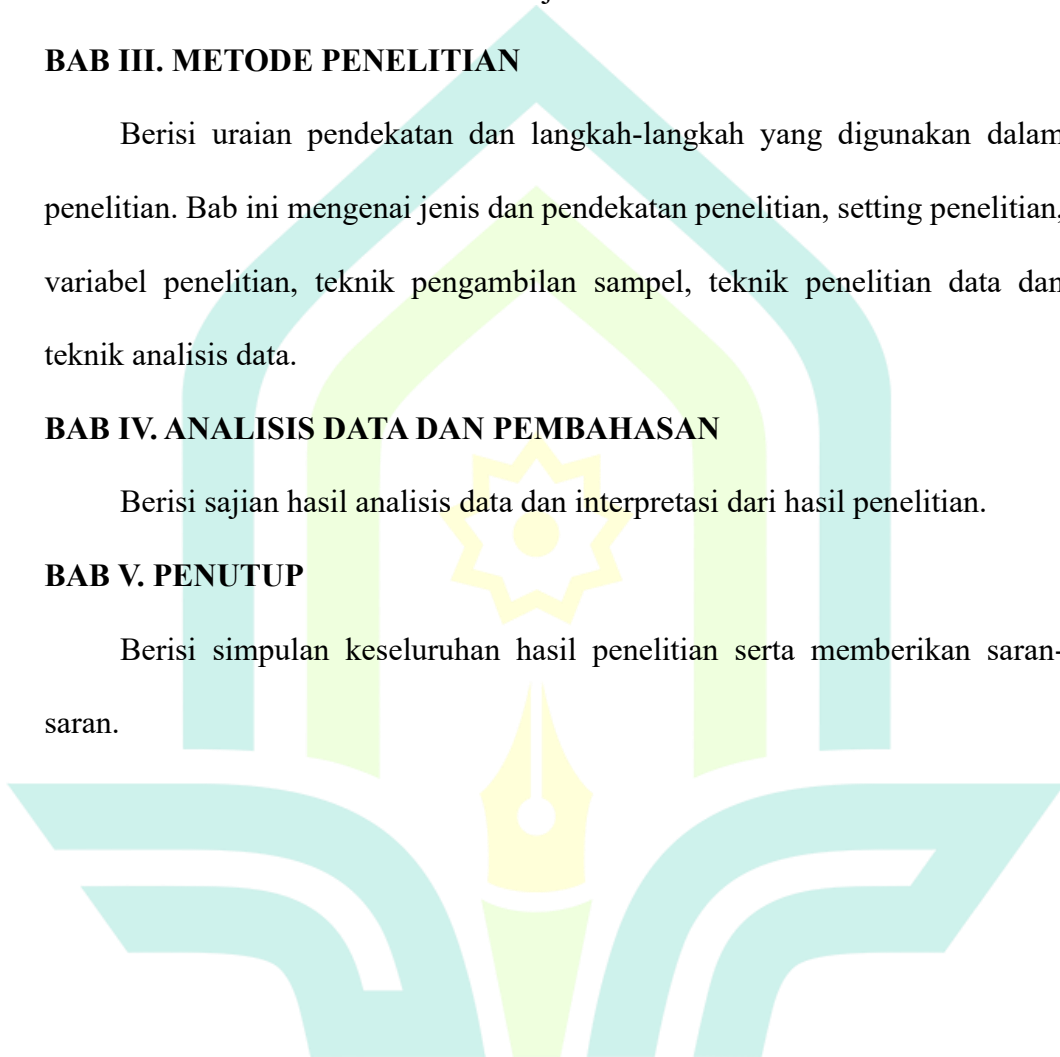 BAB III. METODE PENELITIAN
Berisi uraian pendekatan dan langkah-langkah yang digunakan dalam
penelitian. Bab ini mengenai jenis dan pendekatan penelitian, setting penelitian,
variabel penelitian, teknik pengambilan sampel, teknik penelitian data dan
teknik analisis data.
BAB IV. ANALISIS DATA DAN PEMBAHASAN
Berisi sajian hasil analisis data dan interpretasi dari hasil penelitian.
BAB V. PENUTUP
Berisi simpulan keseluruhan hasil penelitian serta memberikan saran-
saran.